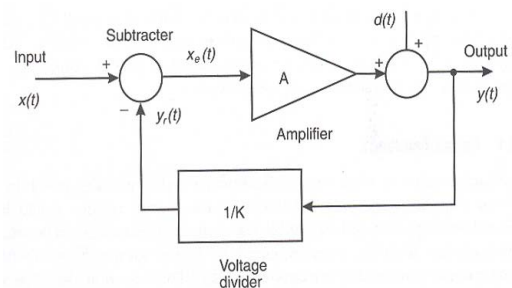 d(t)
Subtracter
+
Input
x_e(t)
Output
+
+
A
x(t)
y(t)
−
y_r(t)
Amplifier
1/K
Voltage
divider